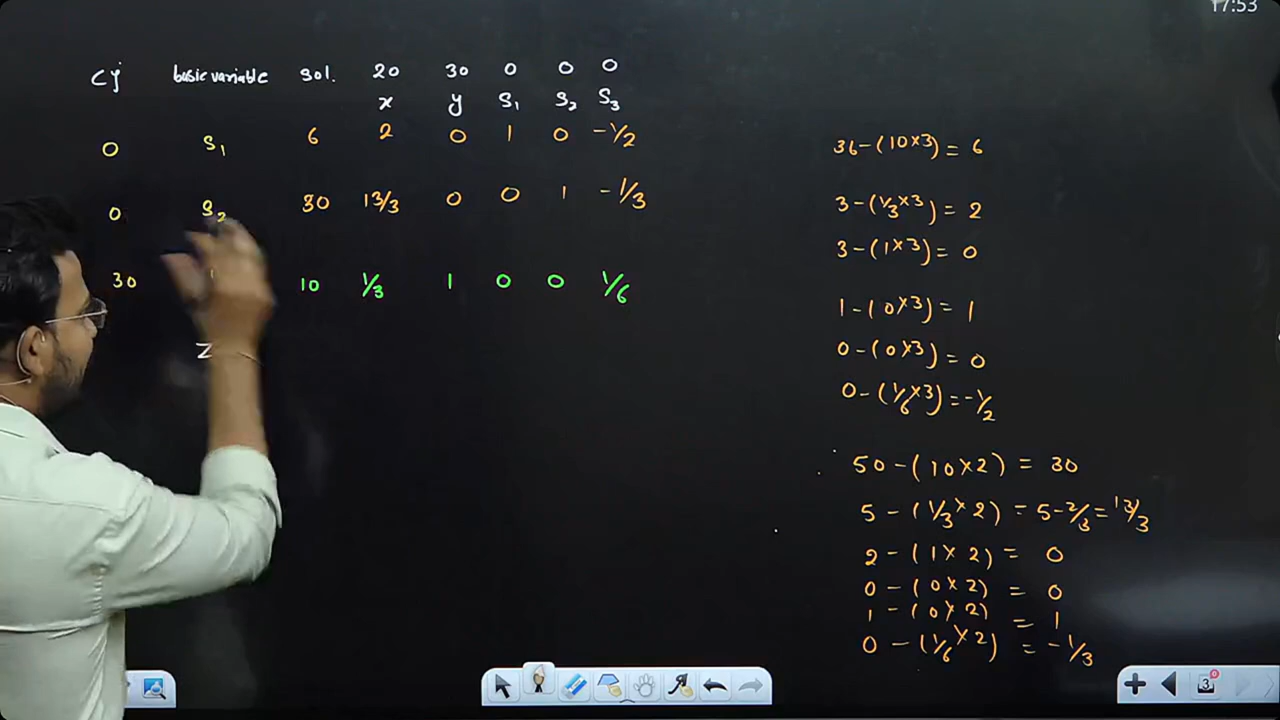 17:53
Cj basic variable sol. 20 30 0 0 0
x y S₁ S₂ S₃
0 S₁ 6 2 0 1 0 -1/2
0 S₂ 30 13/3 0 0 1 -1/3
30 10 1/3 1 0 0 1/6
Z
36-(10×3) = 6
3-(1/3×3) = 2
3-(1×3) = 0
1-(0×3) = 1
0-(0×3) = 0
0-(1/6×3) = -1/2
50-(10×2) = 30
5-(1/3×2) = 5-2/3 = 13/3
2-(1×2) = 0
0-(0×2) = 0
1-(0×2) = 1
0-(1/6×2) = -1/3
3